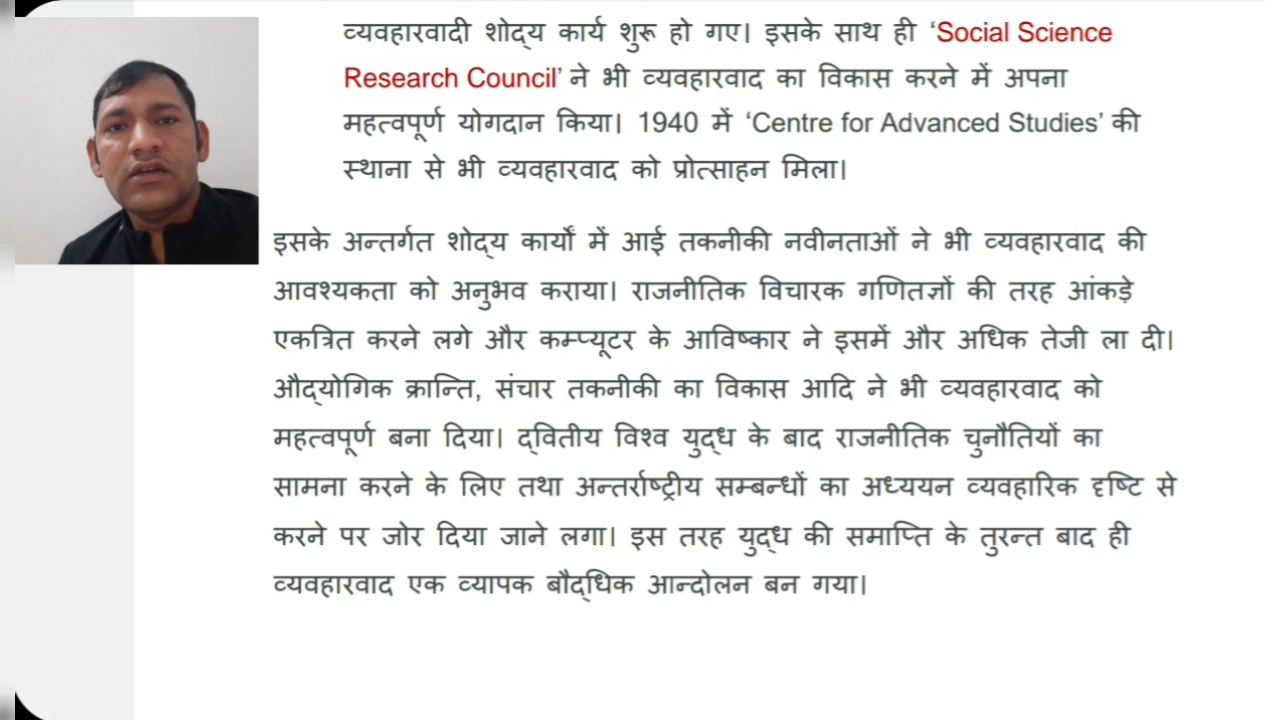 व्यवहारवादी शोद्य कार्य शुरू हो गए। इसके साथ ही ‘Social Science
Research Council’ ने भी व्यवहारवाद का विकास करने में अपना
महत्वपूर्ण योगदान किया। 1940 में ‘Centre for Advanced Studies’ की
स्थाना से भी व्यवहारवाद को प्रोत्साहन मिला।
इसके अन्तर्गत शोद्य कार्यों में आई तकनीकी नवीनताओं ने भी व्यवहारवाद की
आवश्यकता को अनुभव कराया। राजनीतिक विचारक गणितज्ञों की तरह आंकड़े
एकत्रित करने लगे और कम्प्यूटर के आविष्कार ने इसमें और अधिक तेजी ला दी।
औद्योगिक क्रान्ति, संचार तकनीकी का विकास आदि ने भी व्यवहारवाद को
महत्वपूर्ण बना दिया। द्वितीय विश्व युद्ध के बाद राजनीतिक चुनौतियों का
सामना करने के लिए तथा अन्तर्राष्ट्रीय सम्बन्धों का अध्ययन व्यवहारिक दृष्टि से
करने पर जोर दिया जाने लगा। इस तरह युद्ध की समाप्ति के तुरन्त बाद ही
व्यवहारवाद एक व्यापक बौद्धिक आन्दोलन बन गया।